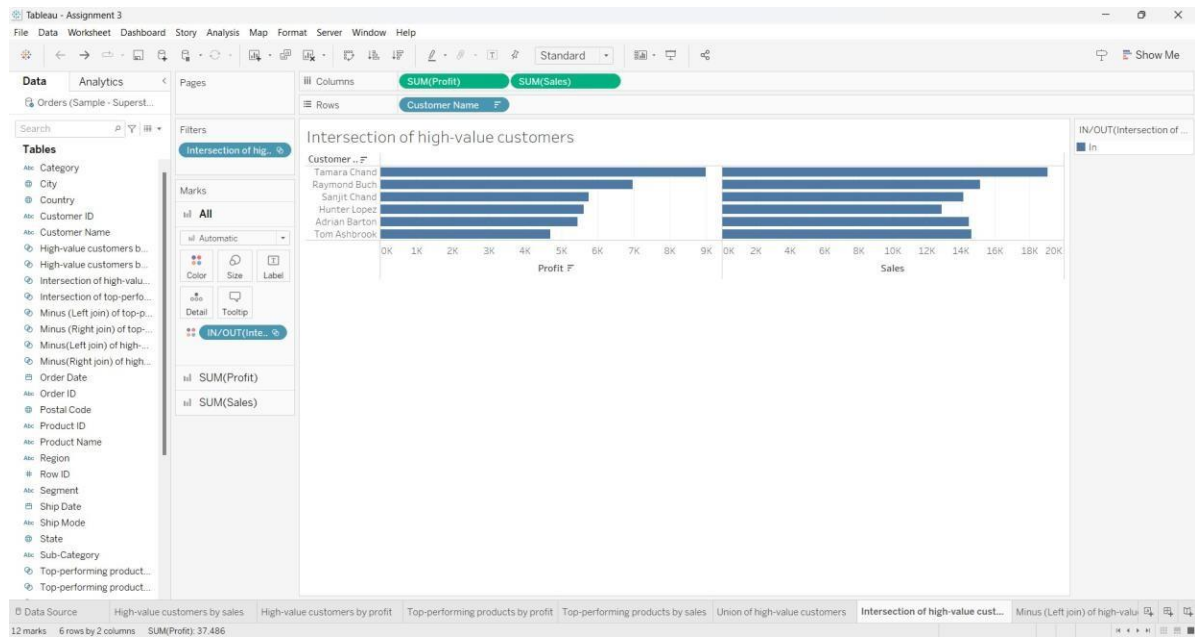 Tableau - Assignment 3
File Data Worksheet Dashboard Story Analysis Map Format Server Window Help
Standard
Show Me
Data Analytics
Orders (Sample - Superst...
Search
Tables
Abc Category
City
Country
Abc Customer ID
Abc Customer Name
High-value customers b...
High-value customers b...
Intersection of high-valu...
Intersection of top-perfo...
Minus (Left join) of top-p...
Minus (Right join) of top-...
Minus(Left join) of high-...
Minus(Right join) of high...
Order Date
Abc Order ID
Postal Code
Abc Product ID
Abc Product Name
Abc Region
# Row ID
Abc Segment
Ship Date
Abc Ship Mode
State
Abc Sub-Category
Top-performing product...
Top-performing product...
Pages
Filters
Intersection of hig..
Marks
All
Automatic
Color Size Label
Detail Tooltip
IN/OUT(Inte..
SUM(Profit)
SUM(Sales)
Columns SUM(Profit) SUM(Sales)
Rows Customer Name
Intersection of high-value customers
Customer ..
Tamara Chand
Raymond Buch
Sanjit Chand
Hunter Lopez
Adrian Barton
Tom Ashbrook
0K 1K 2K 3K 4K 5K 6K 7K 8K 9K 0K 2K 4K 6K 8K 10K 12K 14K 16K 18K 20K
Profit Sales
IN/OUT(Intersection of ...
In
Data Source High-value customers by sales High-value customers by profit Top-performing products by profit Top-performing products by sales Union of high-value customers Intersection of high-value cust... Minus (Left join) of high-valu
12 marks 6 rows by 2 columns SUM(Profit): 37,486